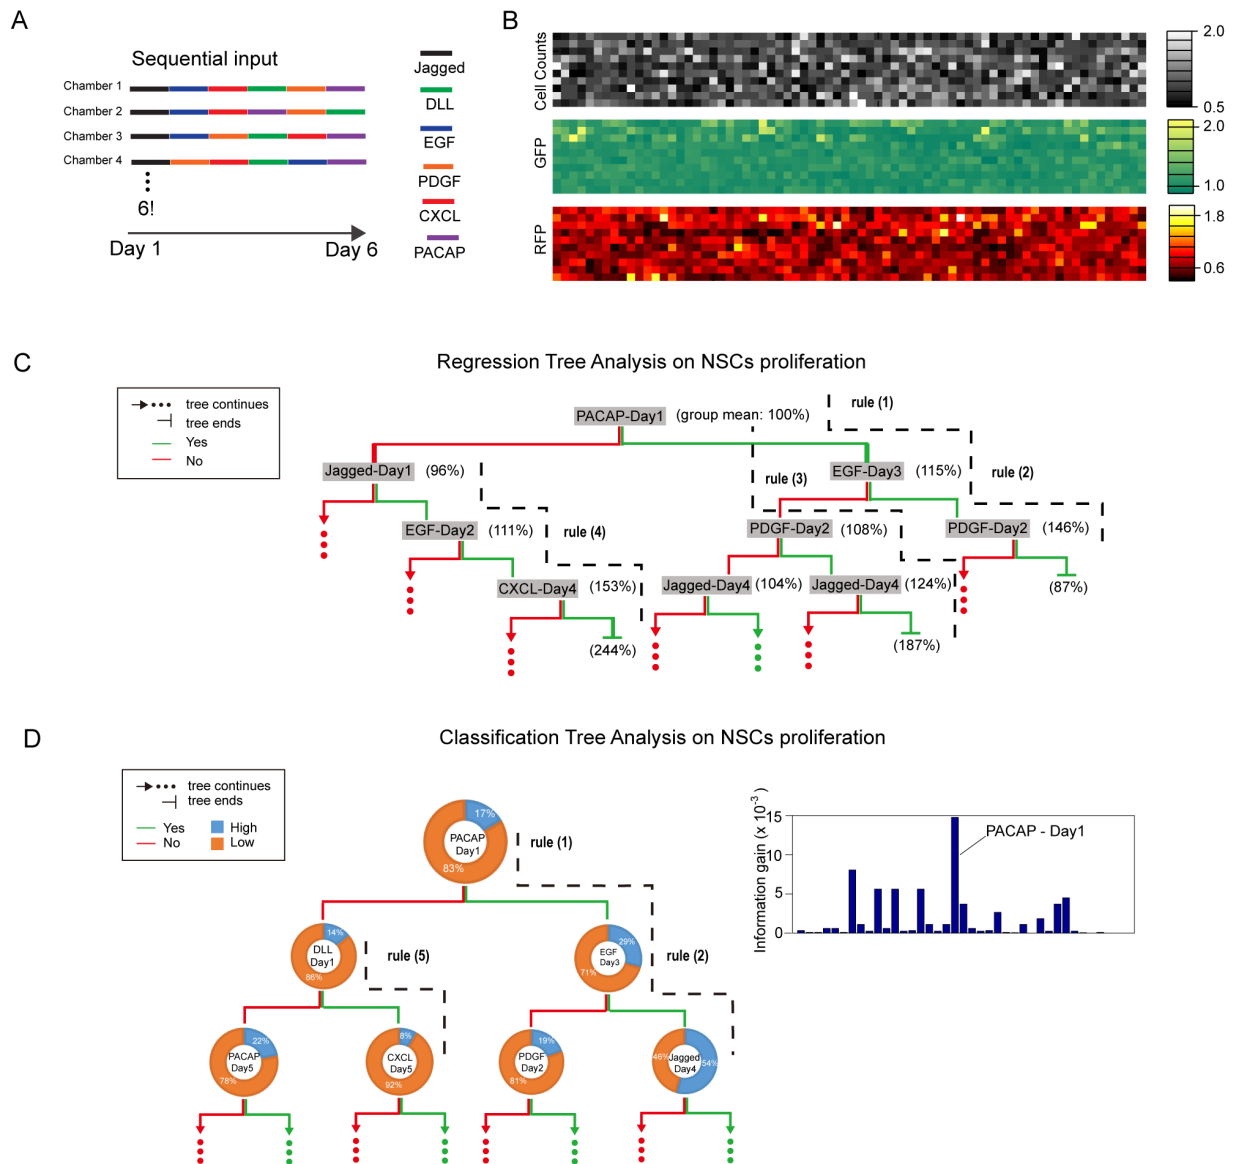 A
Sequential input
Chamber 1
Chamber 2
Chamber 3
Chamber 4
6!
Day 1
Day 6
Jagged
DLL
EGF
PDGF
CXCL
PACAP
B
Cell Counts
2.0
0.5
GFP
2.0
1.0
RFP
1.8
0.6
C
Regression Tree Analysis on NSCs proliferation
tree continues
tree ends
Yes
No
PACAP-Day1 (group mean: 100%)
rule (1)
Jagged-Day1 (96%)
rule (3)
EGF-Day3 (115%)
rule (2)
EGF-Day2 (111%)
rule (4)
PDGF-Day2 (108%)
PDGF-Day2 (146%)
CXCL-Day4 (153%)
Jagged-Day4 (104%)
Jagged-Day4 (124%)
(87%)
(244%)
(187%)
D
Classification Tree Analysis on NSCs proliferation
tree continues
tree ends
Yes
High
No
Low
17%
PACAP
Day1
83%
rule (1)
14%
DLL
Day1
86%
rule (5)
29%
EGF
Day3
71%
rule (2)
22%
PACAP
Day5
78%
8%
CXCL
Day5
92%
19%
PDGF
Day2
81%
46%
Jagged
Day4
54%
Information gain (x 10⁻³)
15
10
5
0
PACAP - Day1